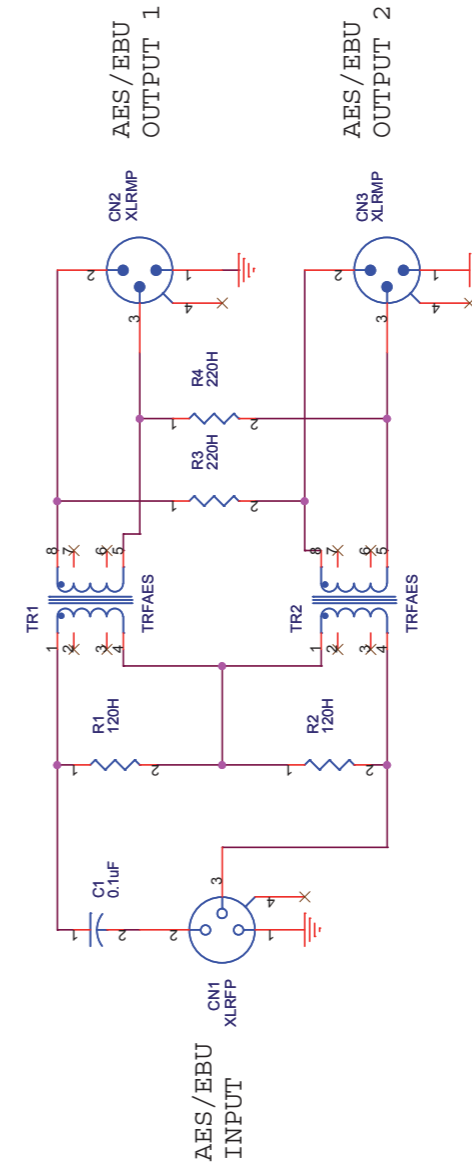 AES/EBU
INPUT
CN1
XLRFP
1
2
3
4
C1
0.1uF
1
2
R1
120H
1
2
R2
120H
1
2
TR1
TRFAES
1
2
3
4
8
7
6
5
TR2
TRFAES
1
2
3
4
8
7
6
5
R3
220H
1
2
R4
220H
1
2
CN2
XLRMP
2
3
1
4
AES/EBU
OUTPUT 1
CN3
XLRMP
2
3
1
4
AES/EBU
OUTPUT 2